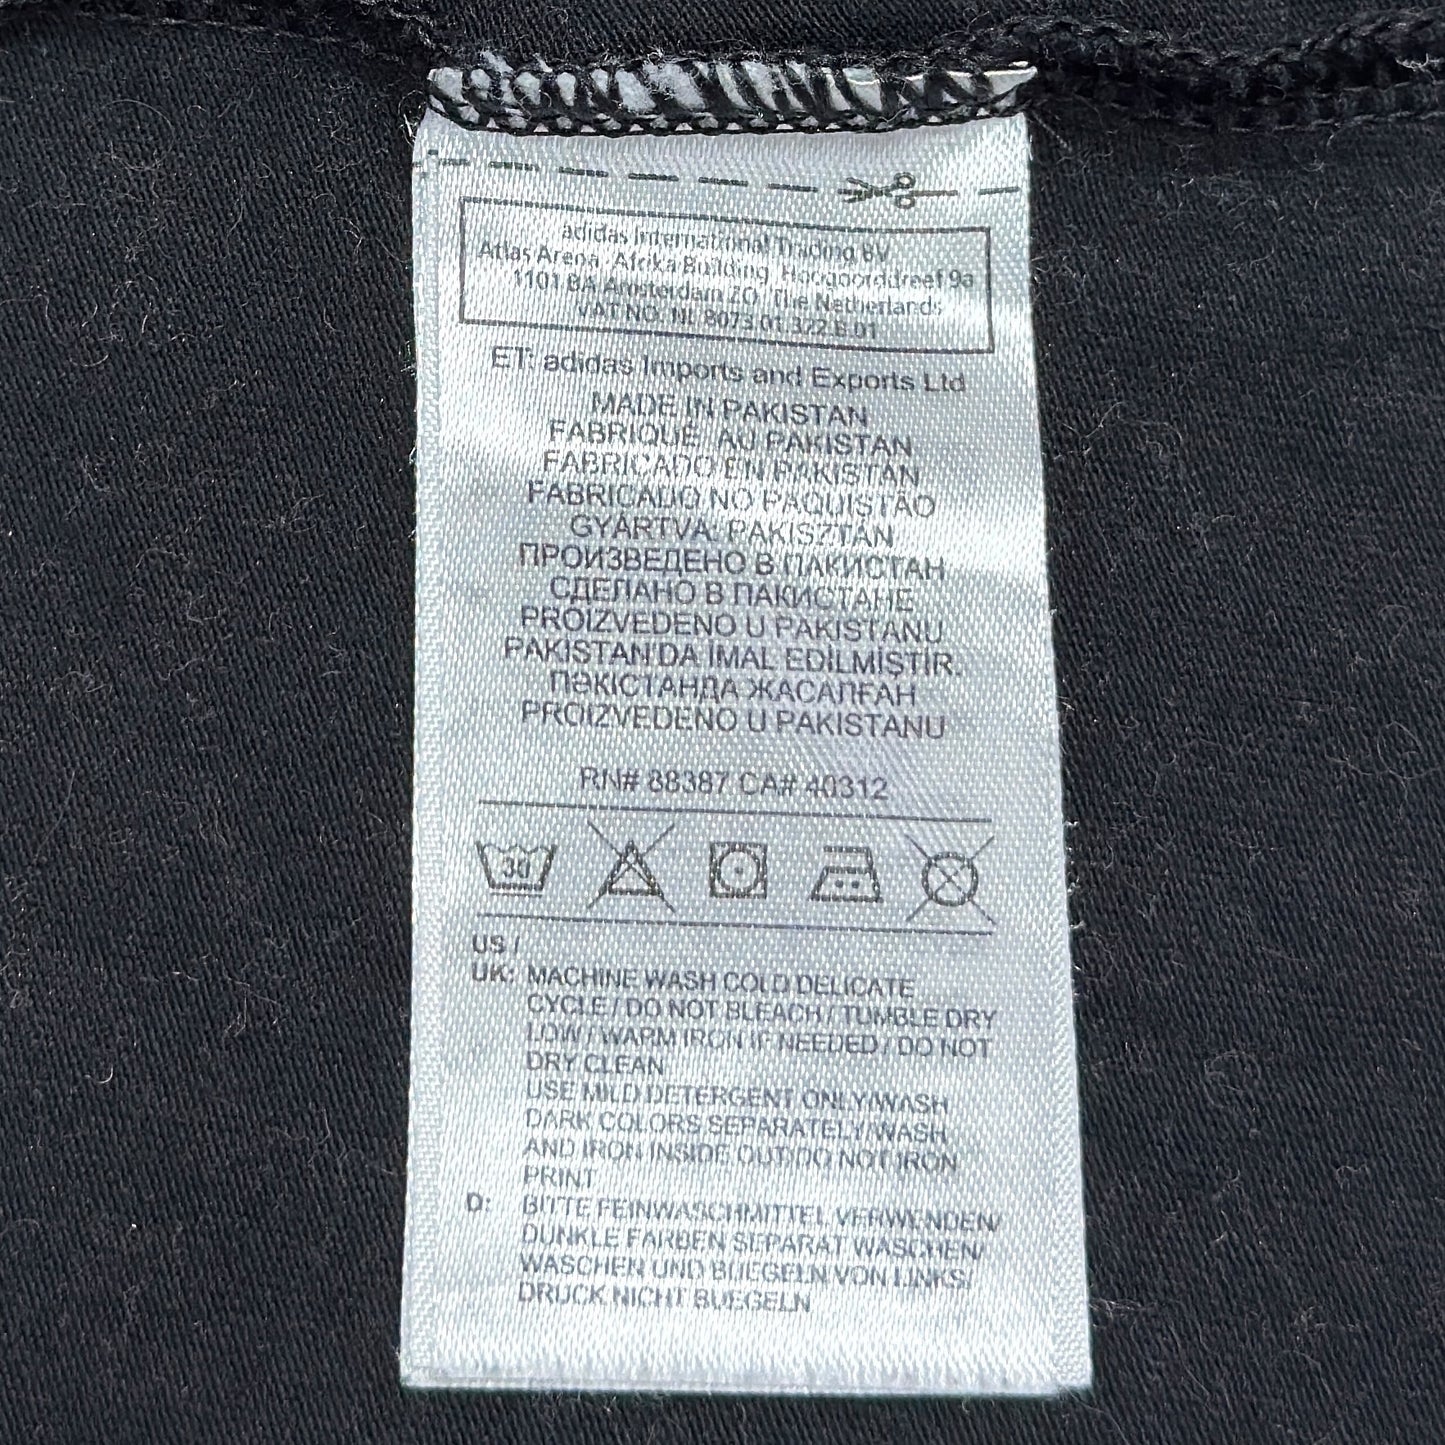 adidas International Trading BV
Atlas Arena, Afrika Building, Hoogoorddreef 9a
1101 BA Amsterdam ZO, The Netherlands
VAT NO. NL 8073.01.322.B.01
ET: adidas Imports and Exports Ltd
MADE IN PAKISTAN
FABRIQUÉ AU PAKISTAN
FABRICADO EN PAKISTÁN
FABRICADO NO PAQUISTÃO
GYÁRTVA: PAKISZTÁN
ПРОИЗВЕДЕНО В ПАКИСТАН
СДЕЛАНО В ПАКИСТАНЕ
PROIZVEDENO U PAKISTANU
PAKISTAN'DA İMAL EDİLMİŞTİR.
ПӘКІСТАНДА ЖАСАЛҒАН
PROIZVEDENO U PAKISTANU
RN# 88387 CA# 40312
30
US /
UK: MACHINE WASH COLD DELICATE
CYCLE / DO NOT BLEACH / TUMBLE DRY
LOW / WARM IRON IF NEEDED / DO NOT
DRY CLEAN
USE MILD DETERGENT ONLY/WASH
DARK COLORS SEPARATELY/WASH
AND IRON INSIDE OUT/DO NOT IRON
PRINT
D: BITTE FEINWASCHMITTEL VERWENDEN/
DUNKLE FARBEN SEPARAT WASCHEN/
WASCHEN UND BUEGELN VON LINKS/
DRUCK NICHT BUEGELN